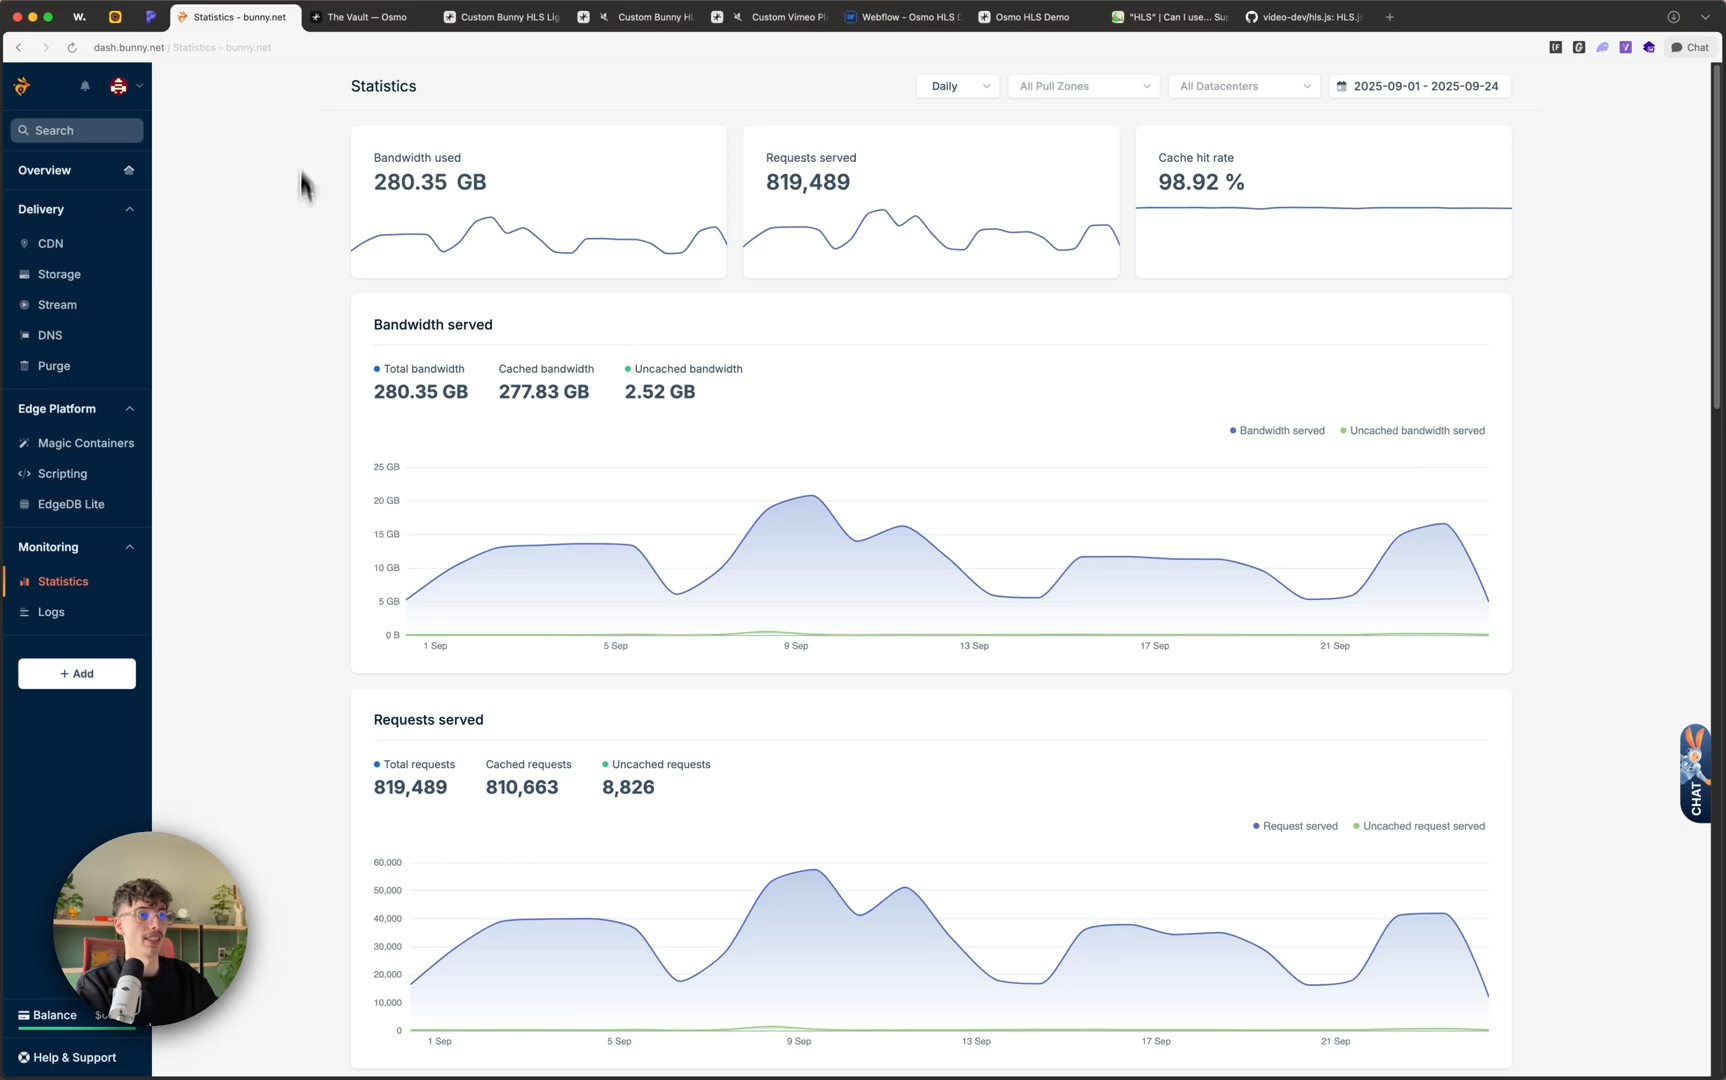 Statistics - bunny.net
The Vault — Osmo
Custom Bunny HLS Lig
Custom Bunny HL
Custom Vimeo Pl
Webflow - Osmo HLS D
Osmo HLS Demo
"HLS" | Can I use... Su
video-dev/hls.js: HLS.j
dash.bunny.net / Statistics - bunny.net
Chat
Search
Overview
Delivery
CDN
Storage
Stream
DNS
Purge
Edge Platform
Magic Containers
Scripting
EdgeDB Lite
Monitoring
Statistics
Logs
+ Add
Balance
Help & Support
Statistics
Daily
All Pull Zones
All Datacenters
2025-09-01 - 2025-09-24
Bandwidth used
280.35 GB
Requests served
819,489
Cache hit rate
98.92 %
Bandwidth served
Total bandwidth
280.35 GB
Cached bandwidth
277.83 GB
Uncached bandwidth
2.52 GB
Bandwidth served
Uncached bandwidth served
25 GB
20 GB
15 GB
10 GB
5 GB
0 B
1 Sep
5 Sep
9 Sep
13 Sep
17 Sep
21 Sep
Requests served
Total requests
819,489
Cached requests
810,663
Uncached requests
8,826
Request served
Uncached request served
60,000
50,000
40,000
30,000
20,000
10,000
0
1 Sep
5 Sep
9 Sep
13 Sep
17 Sep
21 Sep
CHAT